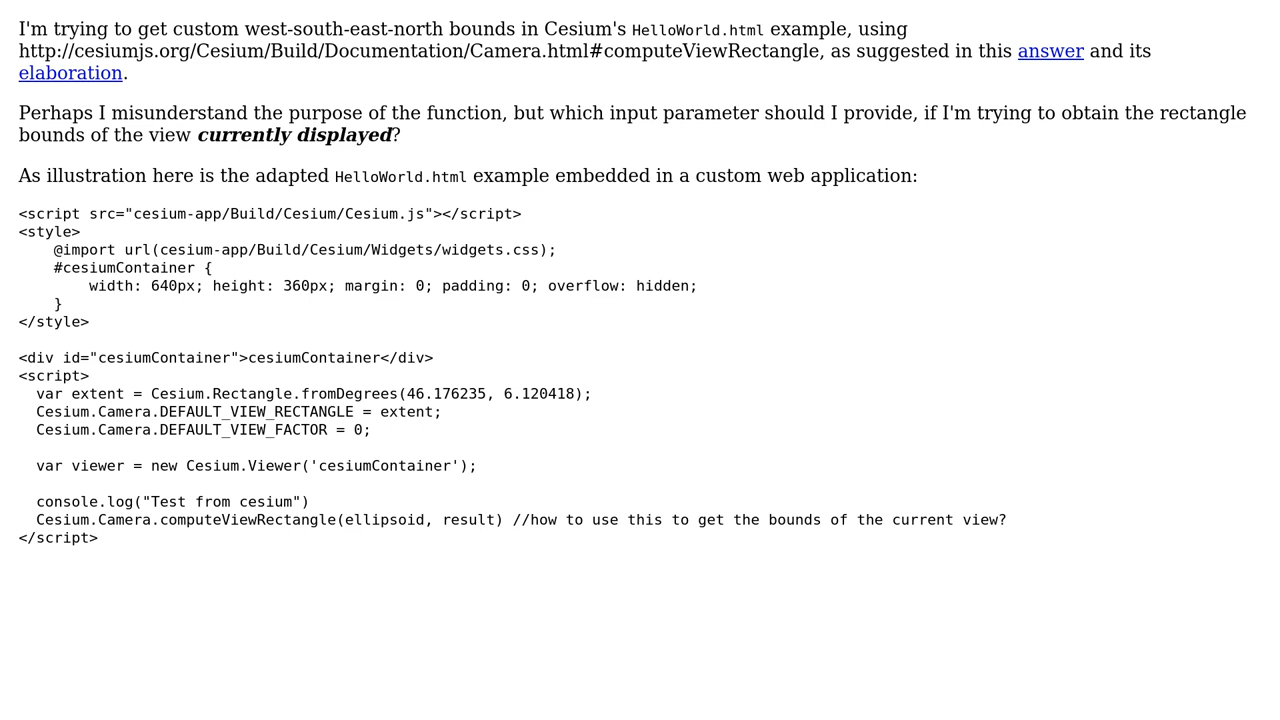 I'm trying to get custom west-south-east-north bounds in Cesium's HelloWorld.html example, using
http://cesiumjs.org/Cesium/Build/Documentation/Camera.html#computeViewRectangle, as suggested in this answer and its
elaboration.
Perhaps I misunderstand the purpose of the function, but which input parameter should I provide, if I'm trying to obtain the rectangle
bounds of the view currently displayed?
As illustration here is the adapted HelloWorld.html example embedded in a custom web application:
<script src="cesium-app/Build/Cesium/Cesium.js"></script>
<style>
    @import url(cesium-app/Build/Cesium/Widgets/widgets.css);
    #cesiumContainer {
        width: 640px; height: 360px; margin: 0; padding: 0; overflow: hidden;
    }
</style>
<div id="cesiumContainer">cesiumContainer</div>
<script>
  var extent = Cesium.Rectangle.fromDegrees(46.176235, 6.120418);
  Cesium.Camera.DEFAULT_VIEW_RECTANGLE = extent;
  Cesium.Camera.DEFAULT_VIEW_FACTOR = 0;
  var viewer = new Cesium.Viewer('cesiumContainer');
  console.log("Test from cesium")
  Cesium.Camera.computeViewRectangle(ellipsoid, result) //how to use this to get the bounds of the current view?
</script>